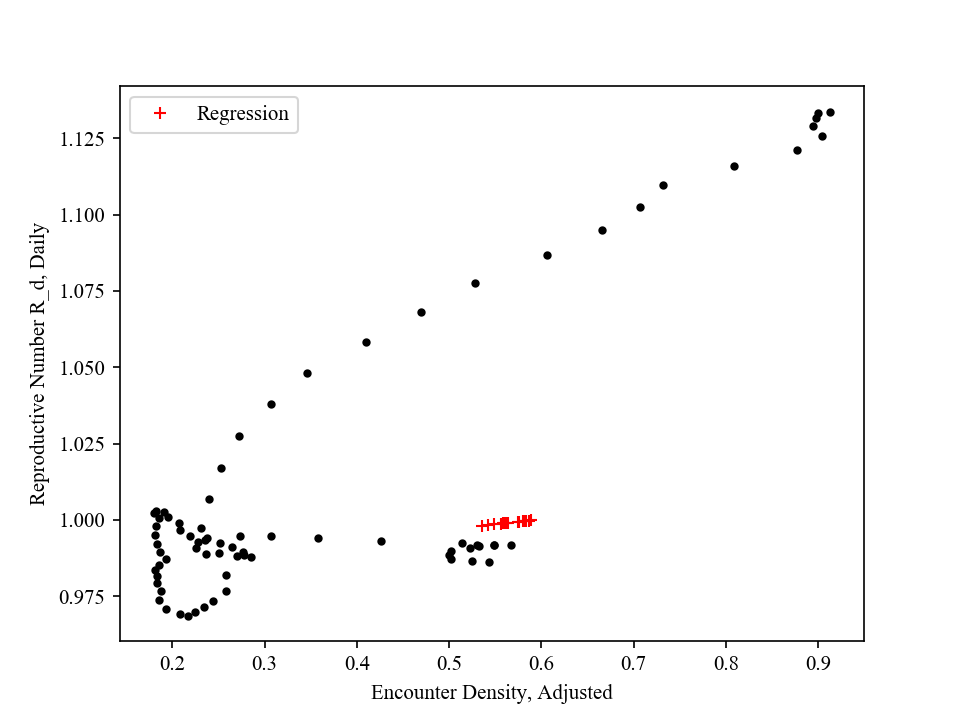 Regression
1.125
1.100
1.075
1.050
1.025
1.000
0.975
Reproductive Number R_d, Daily
0.2 0.3 0.4 0.5 0.6 0.7 0.8 0.9
Encounter Density, Adjusted